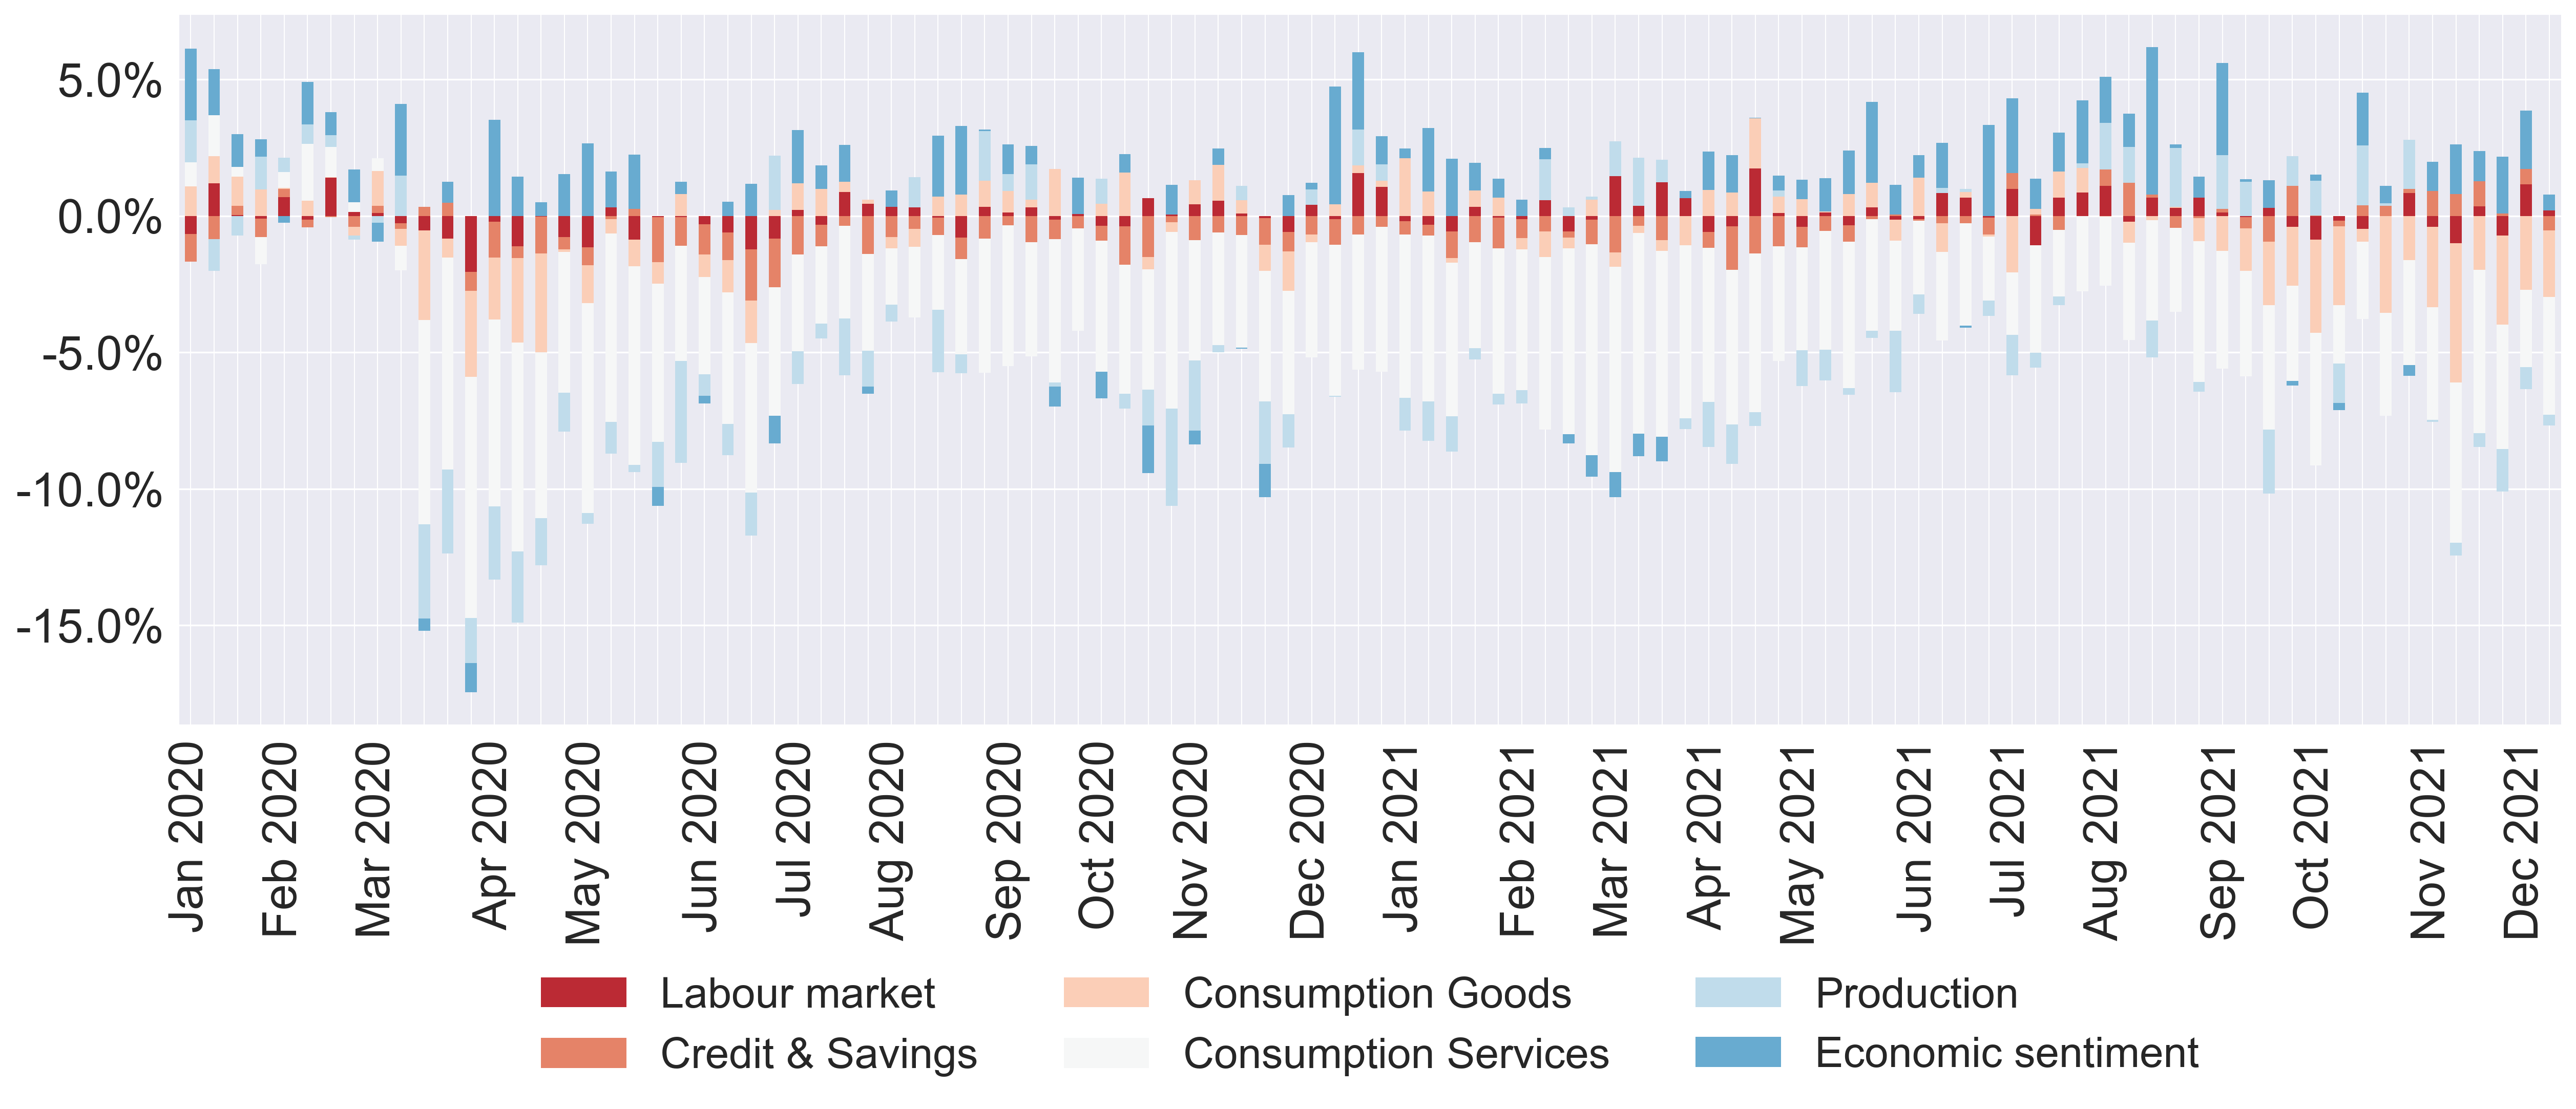 5.0%
0.0%
-5.0%
-10.0%
-15.0%
Jan 2020
Feb 2020
Mar 2020
Apr 2020
May 2020
Jun 2020
Jul 2020
Aug 2020
Sep 2020
Oct 2020
Nov 2020
Dec 2020
Jan 2021
Feb 2021
Mar 2021
Apr 2021
May 2021
Jun 2021
Jul 2021
Aug 2021
Sep 2021
Oct 2021
Nov 2021
Dec 2021
Labour market
Consumption Goods
Production
Credit & Savings
Consumption Services
Economic sentiment